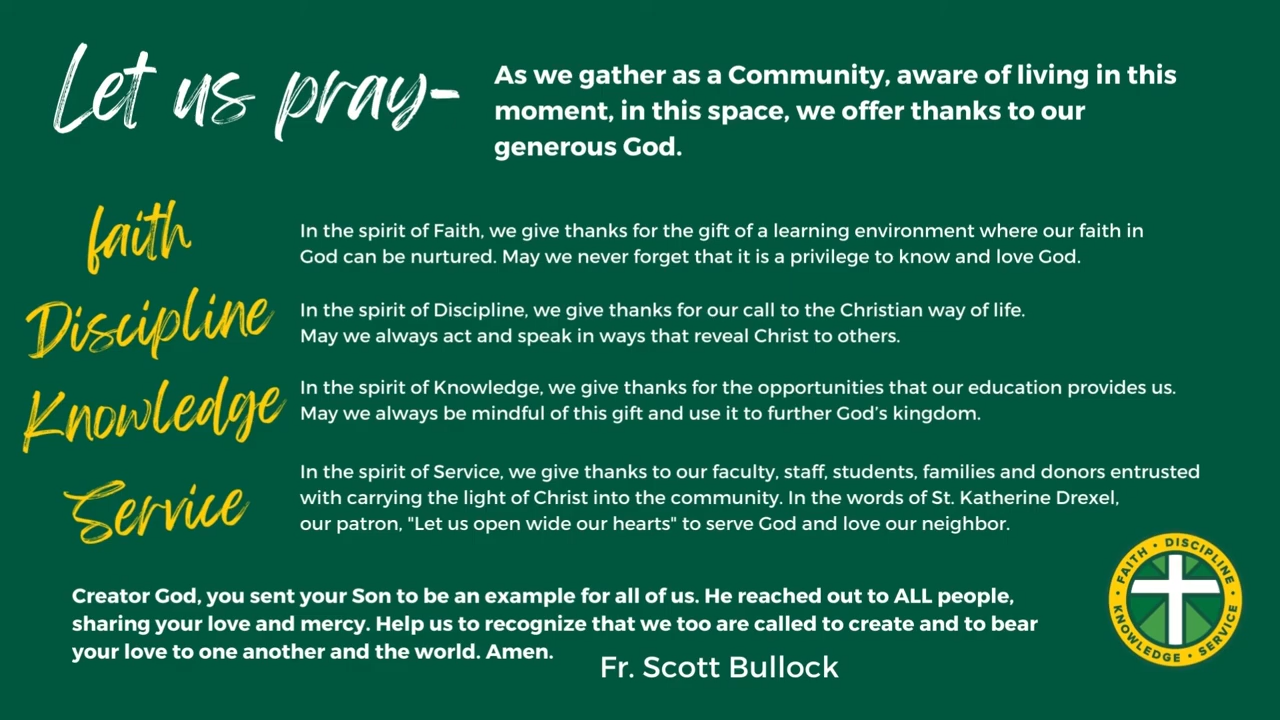 Let us pray-
As we gather as a Community, aware of living in this
moment, in this space, we offer thanks to our
generous God.
faith
In the spirit of Faith, we give thanks for the gift of a learning environment where our faith in
God can be nurtured. May we never forget that it is a privilege to know and love God.
Discipline
In the spirit of Discipline, we give thanks for our call to the Christian way of life.
May we always act and speak in ways that reveal Christ to others.
Knowledge
In the spirit of Knowledge, we give thanks for the opportunities that our education provides us.
May we always be mindful of this gift and use it to further God’s kingdom.
Service
In the spirit of Service, we give thanks to our faculty, staff, students, families and donors entrusted
with carrying the light of Christ into the community. In the words of St. Katherine Drexel,
our patron, "Let us open wide our hearts" to serve God and love our neighbor.
Creator God, you sent your Son to be an example for all of us. He reached out to ALL people,
sharing your love and mercy. Help us to recognize that we too are called to create and to bear
your love to one another and the world. Amen.
Fr. Scott Bullock
FAITH • DISCIPLINE • KNOWLEDGE • SERVICE •